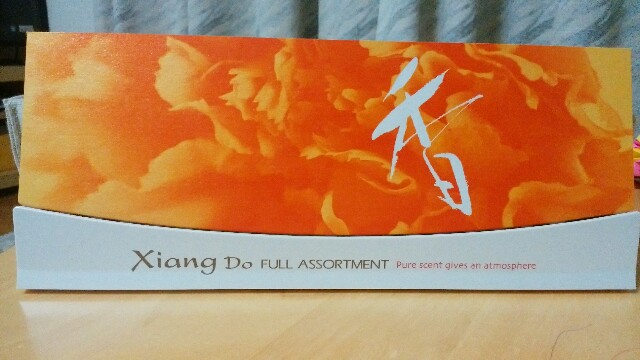 香
Xiang Do FULL ASSORTMENT Pure scent gives an atmosphere